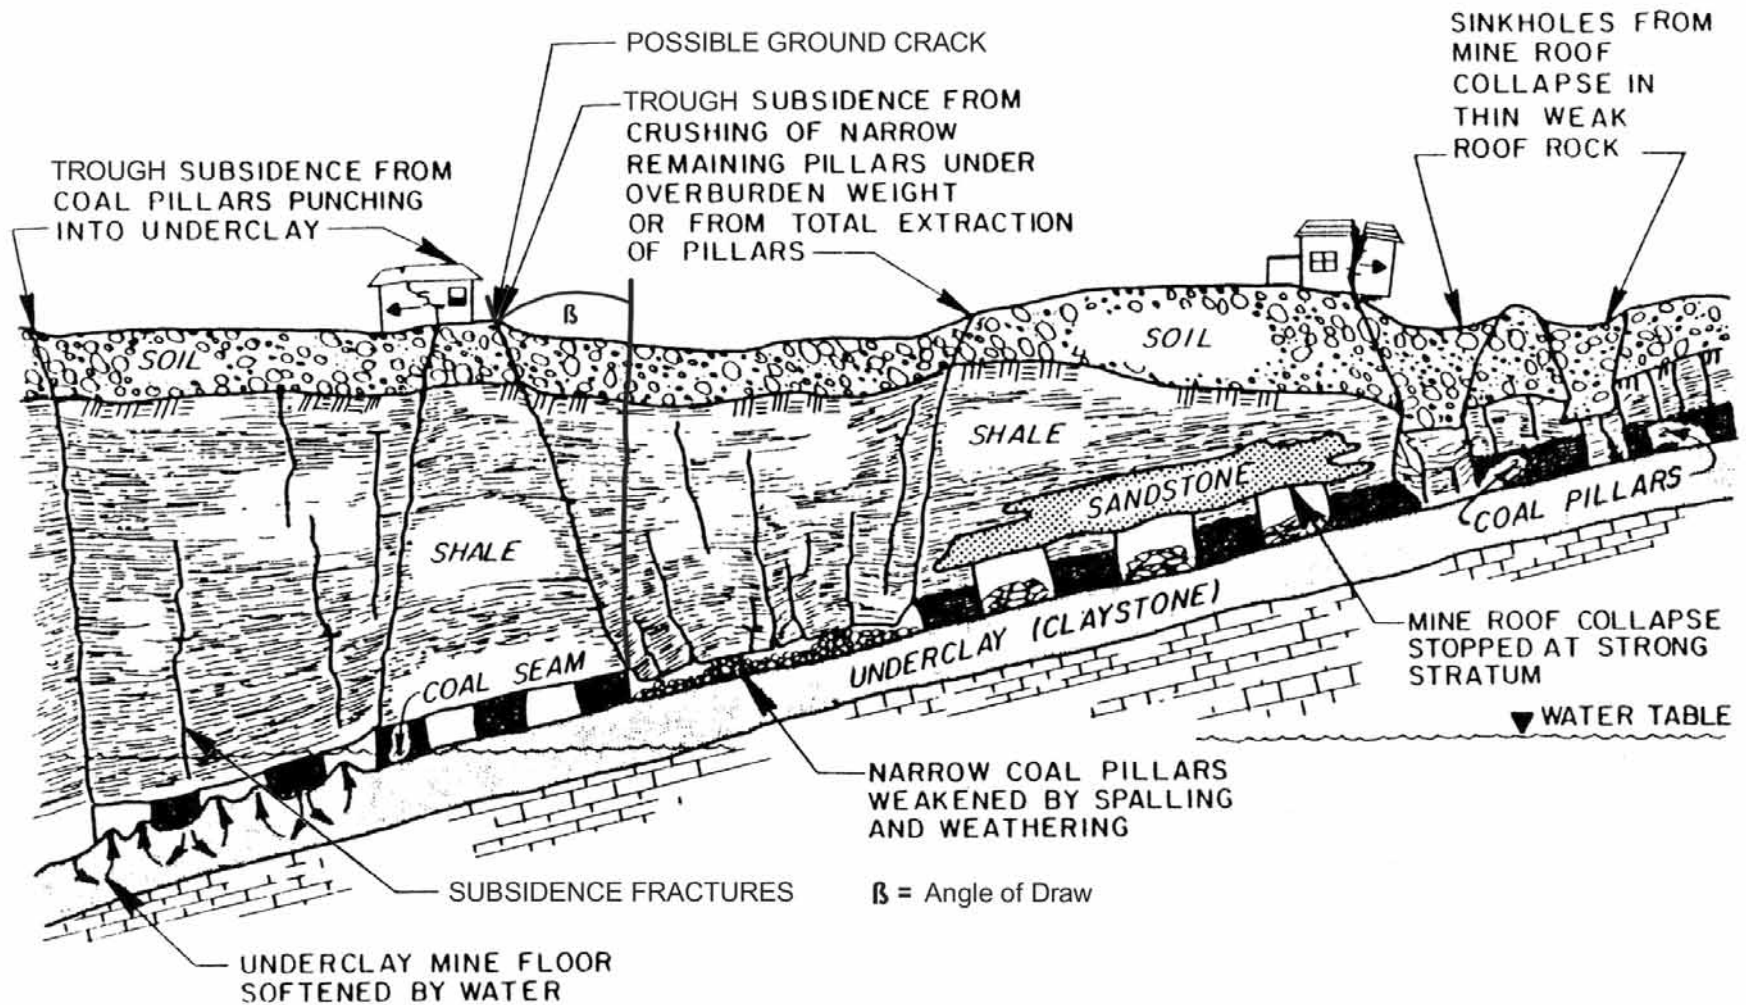 POSSIBLE GROUND CRACK
TROUGH SUBSIDENCE FROM
CRUSHING OF NARROW
REMAINING PILLARS UNDER
OVERBURDEN WEIGHT
OR FROM TOTAL EXTRACTION
OF PILLARS
SINKHOLES FROM
MINE ROOF
COLLAPSE IN
THIN WEAK
ROOF ROCK
TROUGH SUBSIDENCE FROM
COAL PILLARS PUNCHING
INTO UNDERCLAY
ß
SOIL
SOIL
SHALE
SHALE
SANDSTONE
COAL PILLARS
COAL SEAM
UNDERCLAY (CLAYSTONE)
MINE ROOF COLLAPSE
STOPPED AT STRONG
STRATUM
WATER TABLE
NARROW COAL PILLARS
WEAKENED BY SPALLING
AND WEATHERING
SUBSIDENCE FRACTURES
ß = Angle of Draw
UNDERCLAY MINE FLOOR
SOFTENED BY WATER